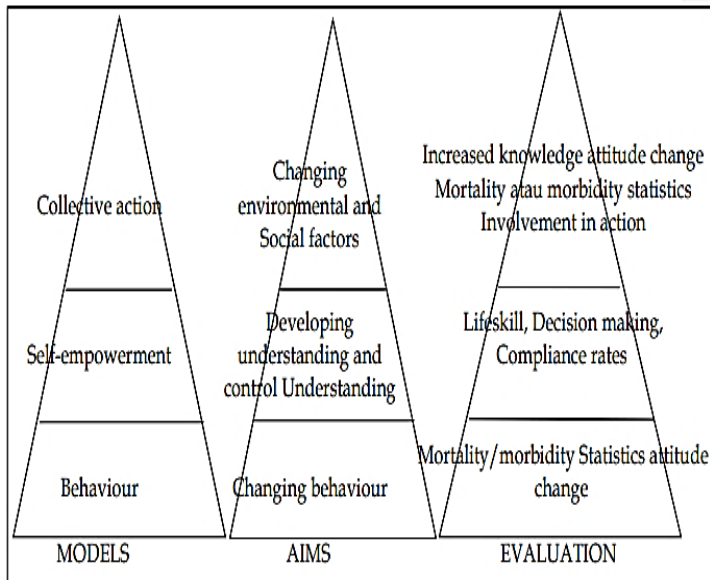 Collective action
Self-empowerment
Behaviour
MODELS
Changing
environmental and
Social factors
Developing
understanding and
control Understanding
Changing behaviour
AIMS
Increased knowledge attitude change
Mortality atau morbidity statistics
Involvement in action
Lifeskill, Decision making,
Compliance rates
Mortality/morbidity Statistics attitude
change
EVALUATION